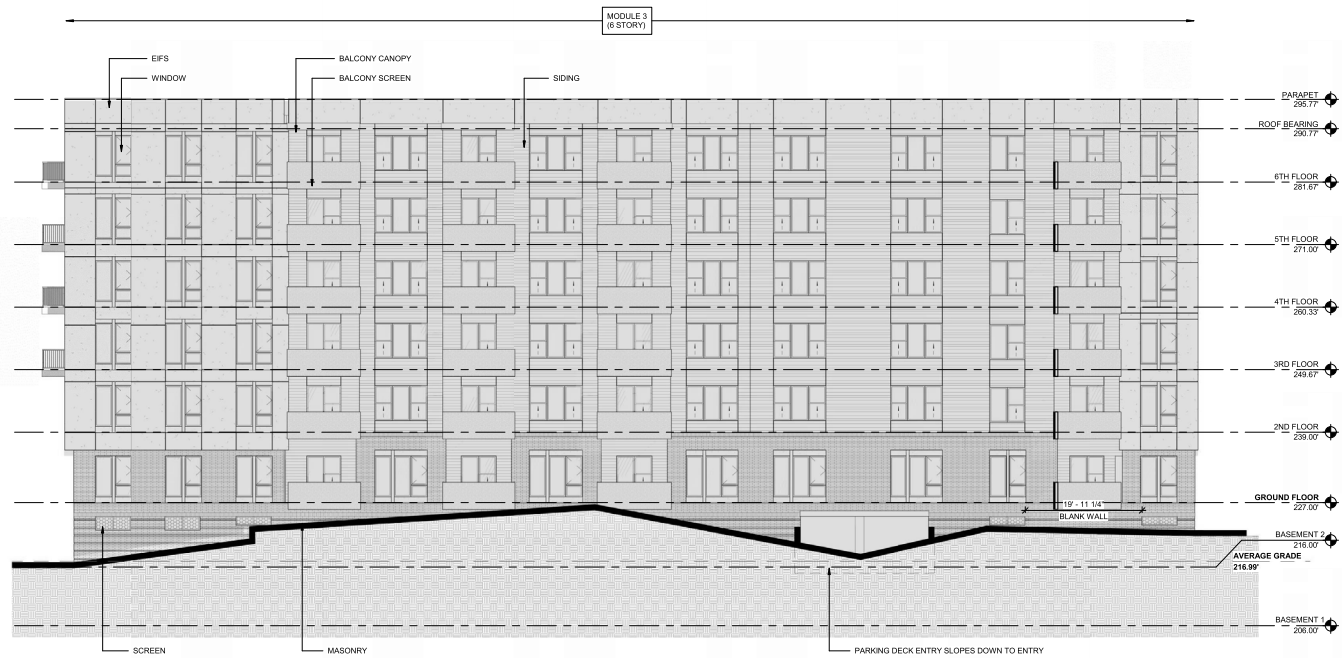 MODULE 3
(6 STORY)
EIFS
WINDOW
BALCONY CANOPY
BALCONY SCREEN
SIDING
PARAPET
295.77'
ROOF BEARING
290.77'
6TH FLOOR
281.67'
5TH FLOOR
271.00'
4TH FLOOR
260.33'
3RD FLOOR
249.67'
2ND FLOOR
239.00'
GROUND FLOOR
227.00'
19' - 11 1/4"
BLANK WALL
BASEMENT 2
216.00'
AVERAGE GRADE
216.99'
BASEMENT 1
206.00'
SCREEN
MASONRY
PARKING DECK ENTRY SLOPES DOWN TO ENTRY